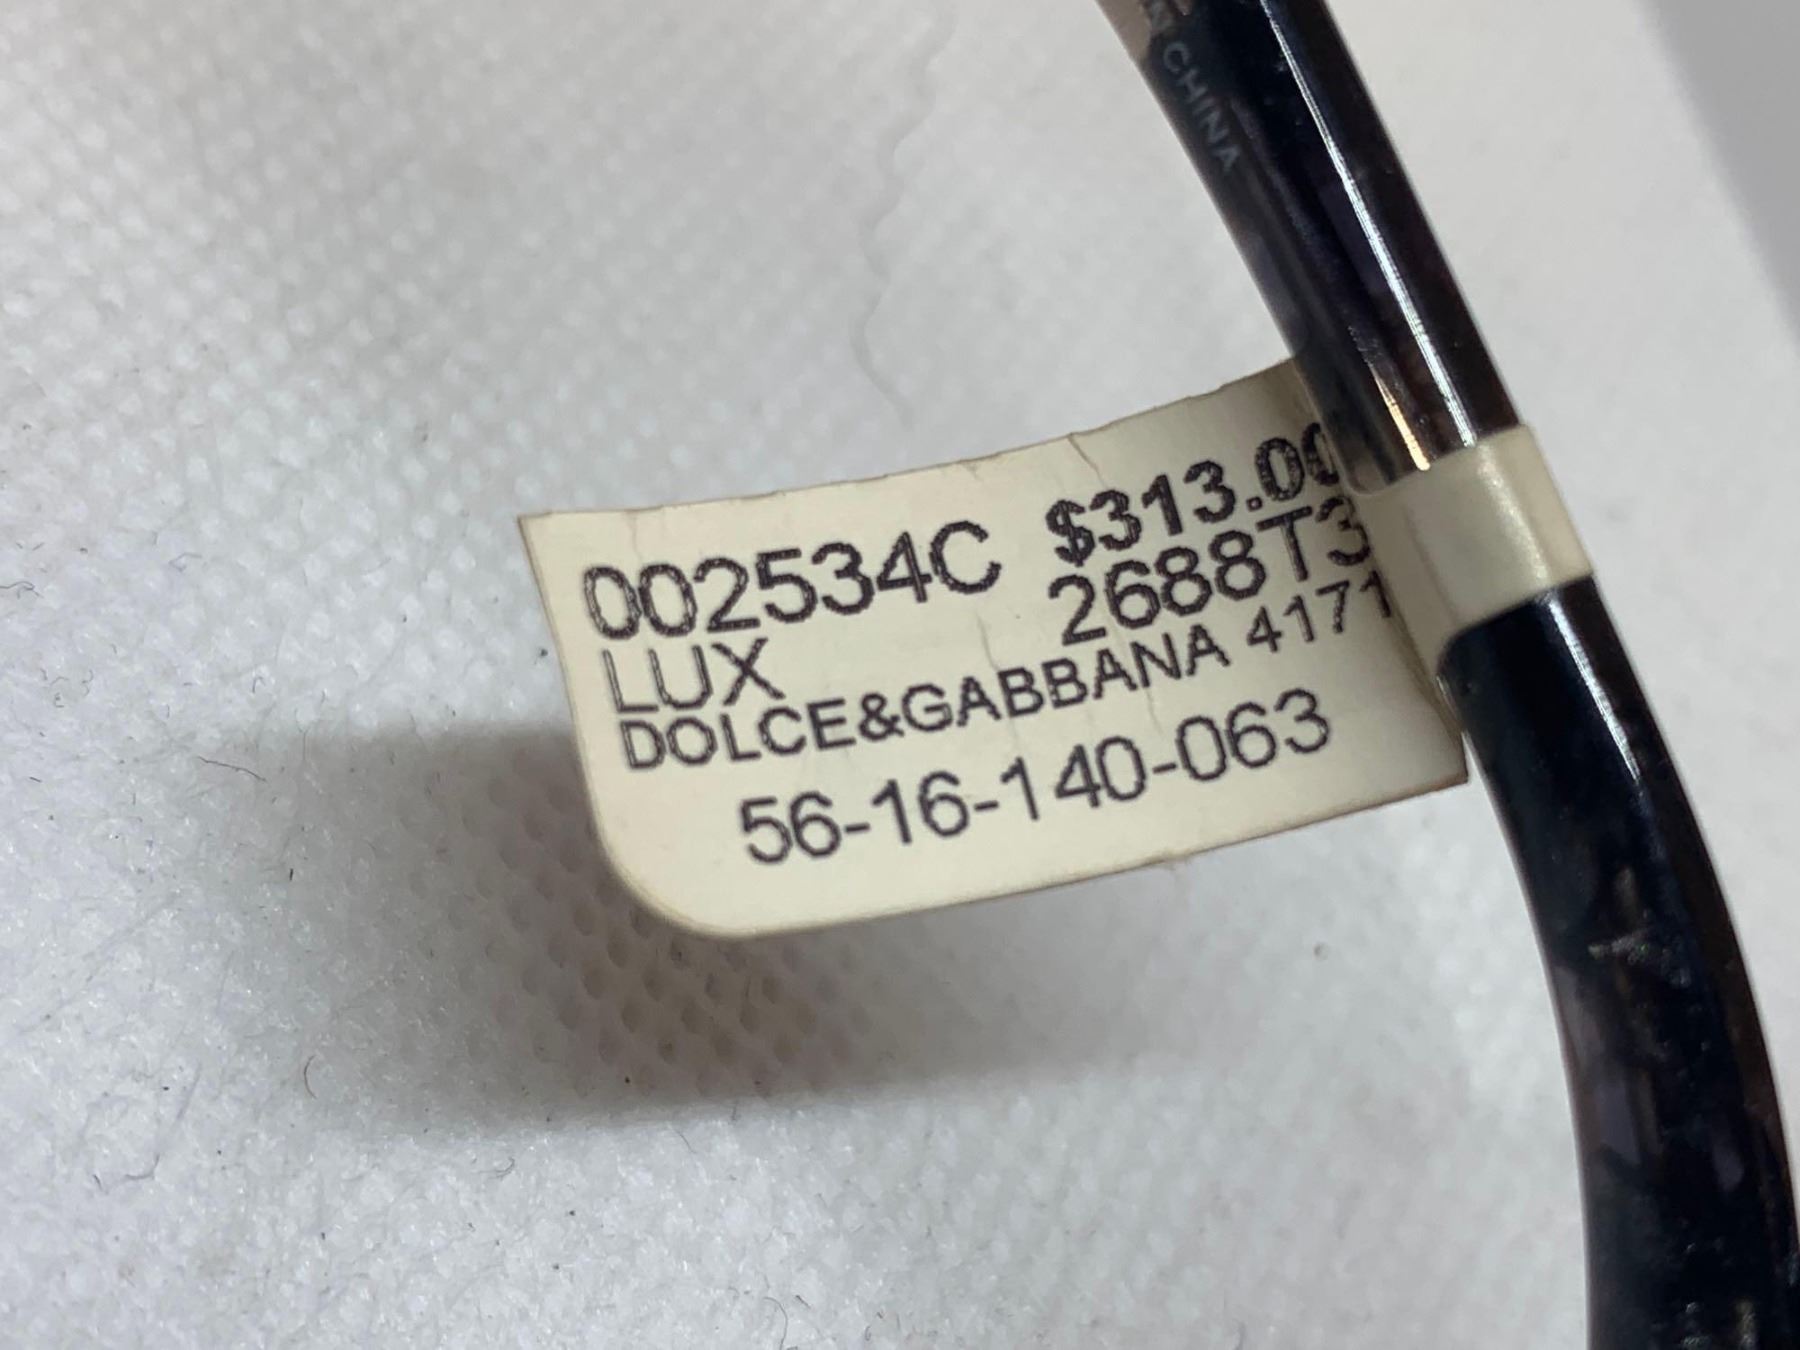 N CHINA
002534C $313.00
LUX 2688T3
DOLCE&GABBANA 4171
56-16-140-063